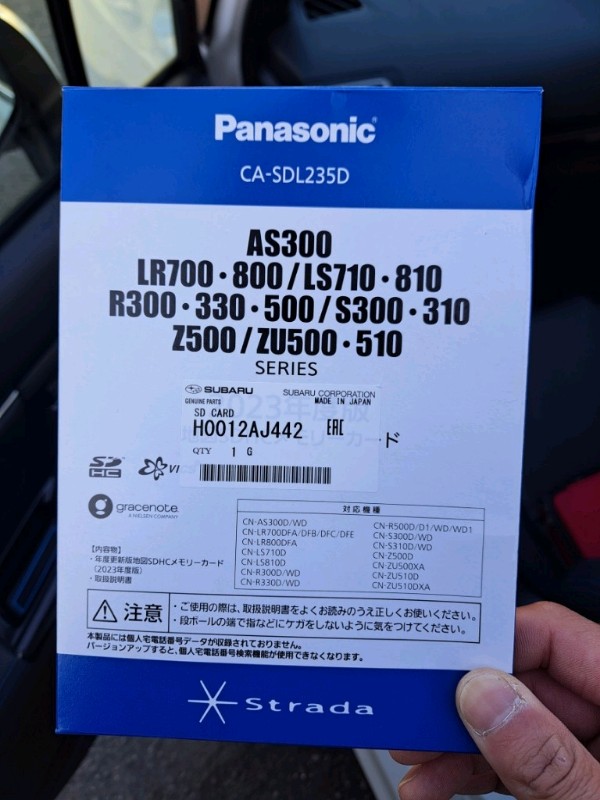 Panasonic
CA-SDL235D
AS300
LR700・800/LS710・810
R300・330・500/S300・310
Z500/ZU500・510
SERIES
SUBARU
SUBARU CORPORATION
GENUINE PARTS
MADE IN JAPAN
SD CARD
H0012AJ442
EAC
QTY 1 G
2023年度版
ド
SDHC
VI
gracenote.
A NIELSEN COMPANY
対応機種
CN-AS300D/WD
CN-LR700DFA/DFB/DFC/DFE
CN-LR800DFA
CN-LS710D
CN-LS810D
CN-R300D/WD
CN-R330D/WD
CN-R500D/D1/WD/WD1
CN-S300D/WD
CN-S310D/WD
CN-Z500D
CN-ZU500XA
CN-ZU510D
CN-ZU510DXA
【内容物】
・年度更新版地図SDHCメモリーカード
(2023年度版)
・取扱説明書
注意
・ご使用の際は、取扱説明書をよくお読みのうえ正しくお使いください。
・段ボールの端で指などにケガをしないように気をつけてください。
本製品には個人宅電話番号データが収録されておりません。
バージョンアップすると、個人宅電話番号検索機能が使用できなくなります。
Strada